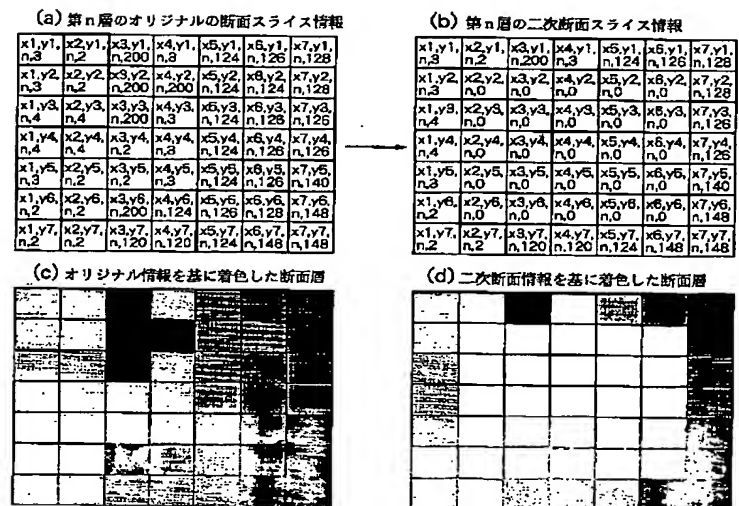 (a) 第n層のオリジナルの断面スライス情報
x1,y1, x2,y1, x3,y1, x4,y1, x5,y1, x6,y1, x7,y1,
n,3 n,2 n,200 n,3 n,124 n,126 n,128
x1,y2, x2,y2, x3,y2, x4,y2, x5,y2, x6,y2, x7,y2,
n,3 n,2 n,200 n,200 n,124 n,128 n,128
x1,y3, x2,y3, x3,y3, x4,y3, x5,y3, x6,y3, x7,y3,
n,4 n,4 n,200 n,3 n,124 n,128 n,126
x1,y4, x2,y4, x3,y4, x4,y4, x5,y4, x6,y4, x7,y4,
n,4 n,4 n,2 n,3 n,124 n,126 n,126
x1,y5, x2,y5, x3,y5, x4,y5, x5,y5, x6,y5, x7,y5,
n,3 n,2 n,2 n,3 n,124 n,126 n,140
x1,y6, x2,y6, x3,y6, x4,y6, x5,y6, x6,y6, x7,y6,
n,2 n,2 n,200 n,124 n,126 n,128 n,148
x1,y7, x2,y7, x3,y7, x4,y7, x5,y7, x6,y7, x7,y7,
n,2 n,2 n,120 n,120 n,124 n,148 n,148
(b) 第n層の二次断面スライス情報
x1,y1, x2,y1, x3,y1, x4,y1, x5,y1, x6,y1, x7,y1,
n,3 n,2 n,200 n,3 n,124 n,126 n,128
x1,y2, x2,y2, x3,y2, x4,y2, x5,y2, x6,y2, x7,y2,
n,3 n,0 n,0 n,0 n,0 n,0 n,128
x1,y3, x2,y3, x3,y3, x4,y3, x5,y3, x6,y3, x7,y3,
n,4 n,0 n,0 n,0 n,0 n,0 n,126
x1,y4, x2,y4, x3,y4, x4,y4, x5,y4, x6,y4, x7,y4,
n,4 n,0 n,0 n,0 n,0 n,0 n,126
x1,y5, x2,y5, x3,y5, x4,y5, x5,y5, x6,y5, x7,y5,
n,3 n,0 n,0 n,0 n,0 n,0 n,140
x1,y6, x2,y6, x3,y6, x4,y6, x5,y6, x6,y6, x7,y6,
n,2 n,0 n,0 n,0 n,0 n,0 n,148
x1,y7, x2,y7, x3,y7, x4,y7, x5,y7, x6,y7, x7,y7,
n,2 n,2 n,120 n,120 n,124 n,148 n,148
(c) オリジナル情報を基に着色した断面層
(d) 二次断面情報を基に着色した断面層